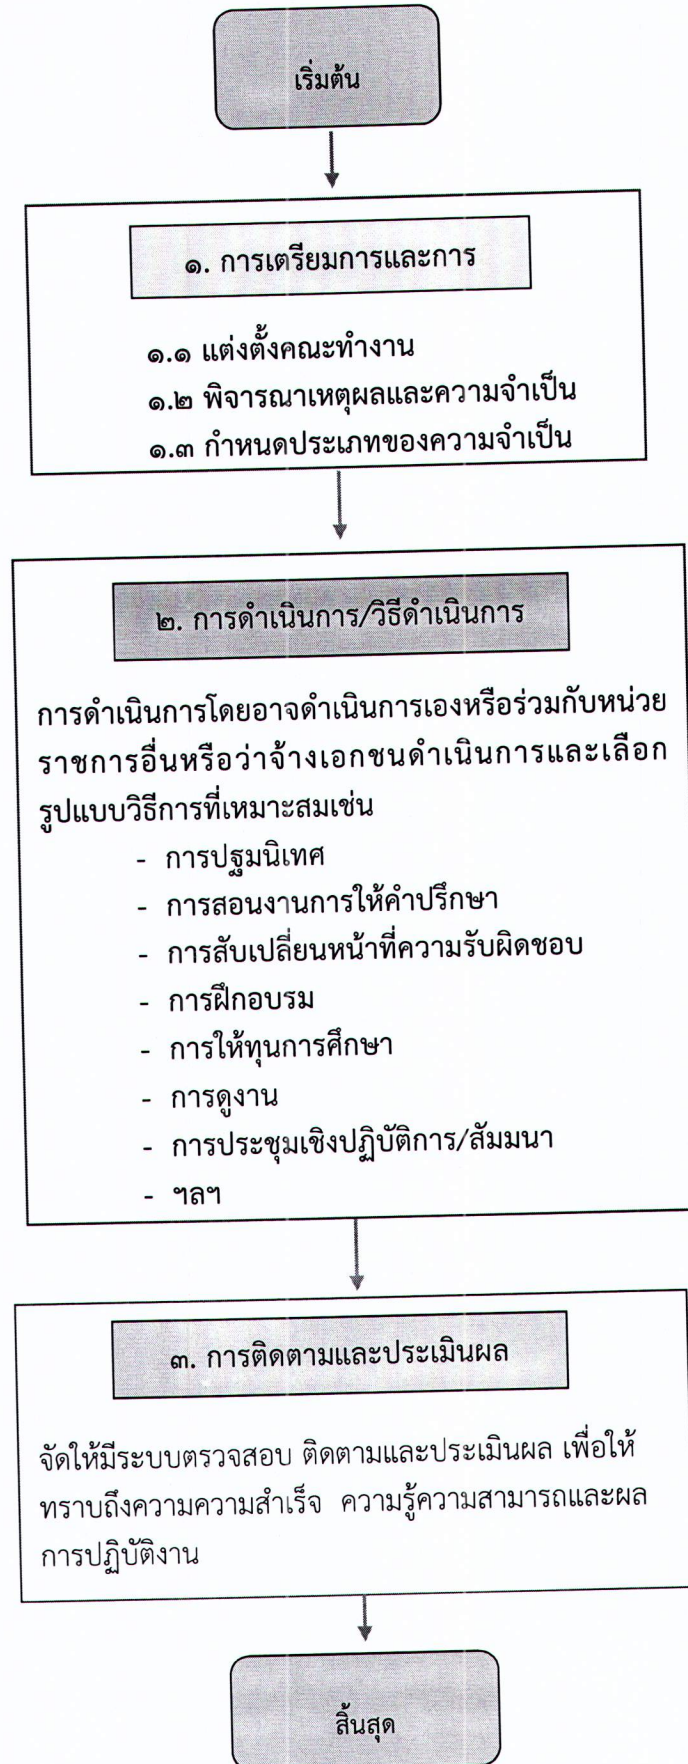 เริ่มต้น
๑. การเตรียมการและการ
๑.๑ แต่งตั้งคณะทำงาน
๑.๒ พิจารณาเหตุผลและความจำเป็น
๑.๓ กำหนดประเภทของความจำเป็น
๒. การดำเนินการ/วิธีดำเนินการ
การดำเนินการโดยอาจดำเนินการเองหรือร่วมกับหน่วย
ราชการอื่นหรือว่าจ้างเอกชนดำเนินการและเลือก
รูปแบบวิธีการที่เหมาะสมเช่น
- การปฐมนิเทศ
- การสอนงานการให้คำปรึกษา
- การสับเปลี่ยนหน้าที่ความรับผิดชอบ
- การฝึกอบรม
- การให้ทุนการศึกษา
- การดูงาน
- การประชุมเชิงปฏิบัติการ/สัมมนา
- ฯลฯ
๓. การติดตามและประเมินผล
จัดให้มีระบบตรวจสอบ ติดตามและประเมินผล เพื่อให้
ทราบถึงความความสำเร็จ ความรู้ความสามารถและผล
การปฏิบัติงาน
สิ้นสุด